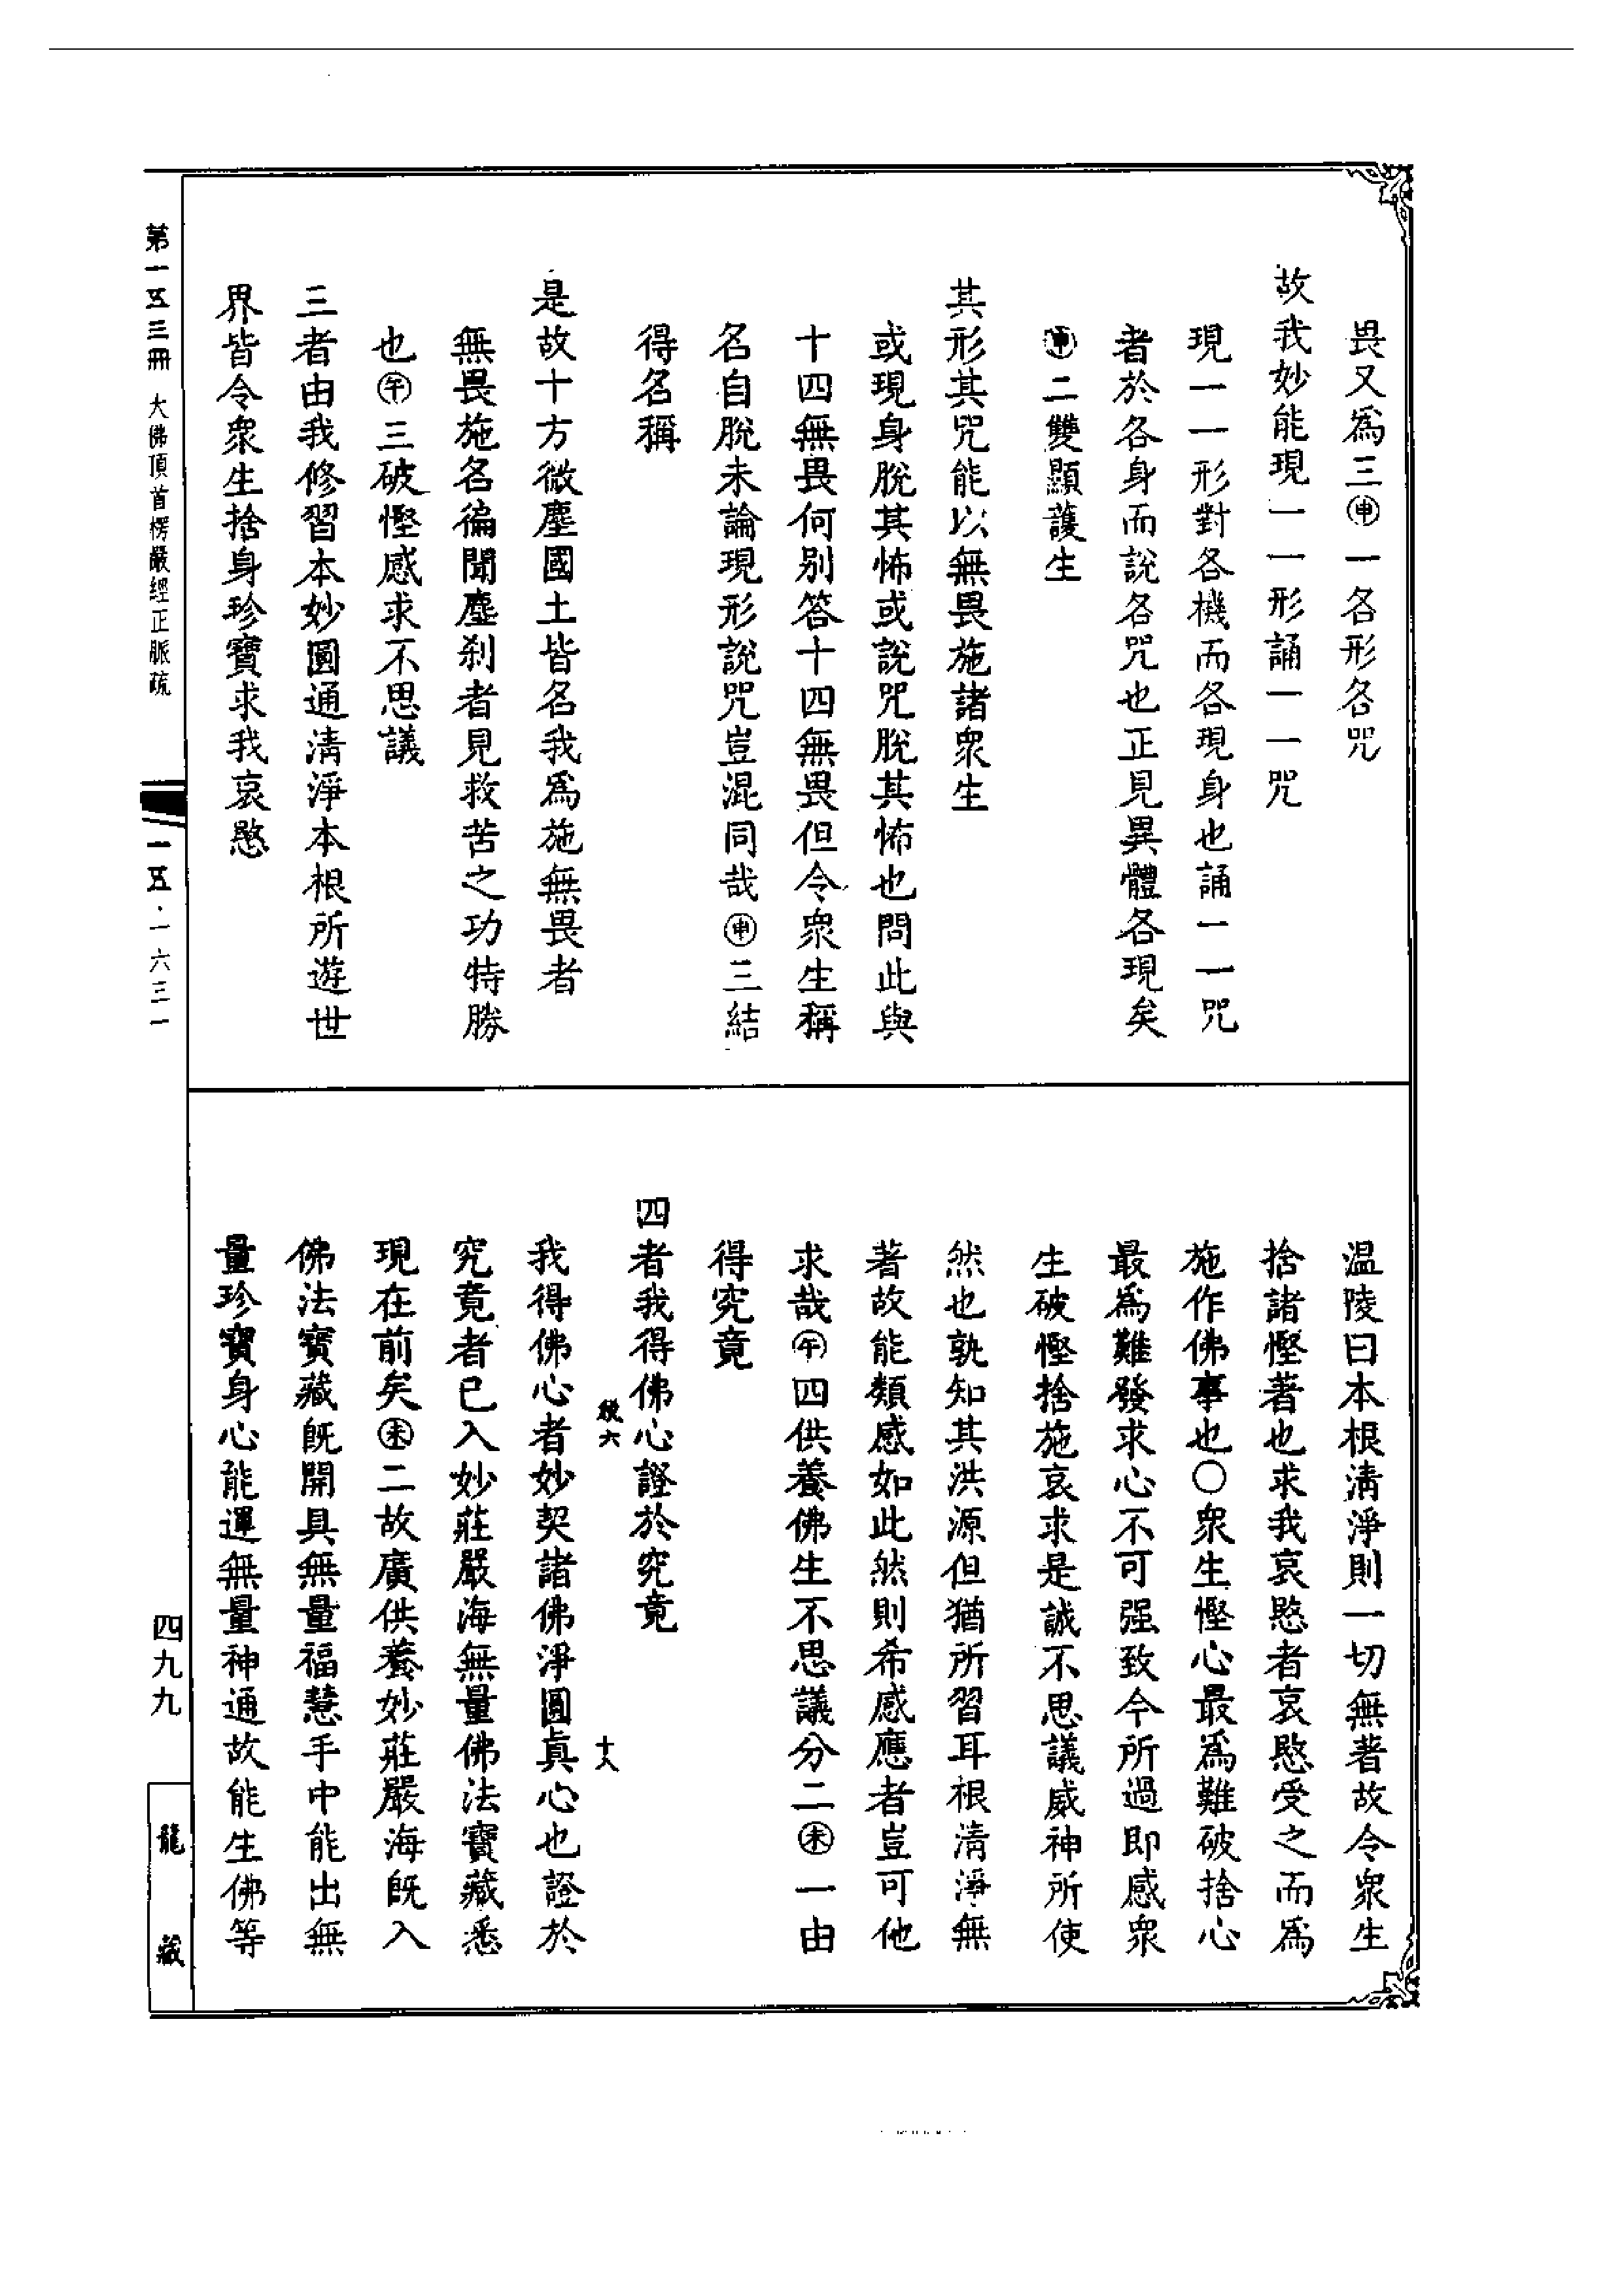 畏又爲三㊥一各形各咒
故我妙能現一一形誦一一咒
現一一形對各機而各現身也誦一一咒
者於各身而說各咒也正見異體各現矣
二雙顯護生
其形其咒能以無畏施諸衆生
或現身脫其怖或說咒脫其怖也問此與
十四無畏何别答十四無畏但令衆生稱
名自脫未論現形說咒豈混同哉申三結
得名稱
是故十方微塵國土皆名我爲施無畏者
無畏施名徧聞塵刹者見救苦之功特勝
也午三破慳感求不思議
三者由我修習本妙圓通清淨本根所遊世
界皆令衆生捨身珍寶求我哀愍
温陵曰本根清淨則一切無著故令衆生
捨諸慳著也求我哀愍者哀愍受之而爲
施作佛事也○衆生慳心最爲難破捨心
最爲難發求心不可强致今所過即感衆
生破慳捨施哀求是誠不思議威神所使
然也孰知其洪源但猶所習耳根清淨無
著故能類感如此然則希感應者豈可他
求哉午四供養佛生不思議分二未一由
得究竟
四者我得佛心證於究竟
我得佛心者妙契諸佛淨圓眞心也證於
究竟者已入妙莊嚴海無量佛法寶藏悉
現在前矣未二故廣供養妙莊嚴海既入
佛法寶藏既開具無量福慧手中能出無
量珍寶身心能運無量神通故能生佛等
第一五三冊 大佛頂首楞嚴經正脈疏
一五·一六三一
四九九
龍藏